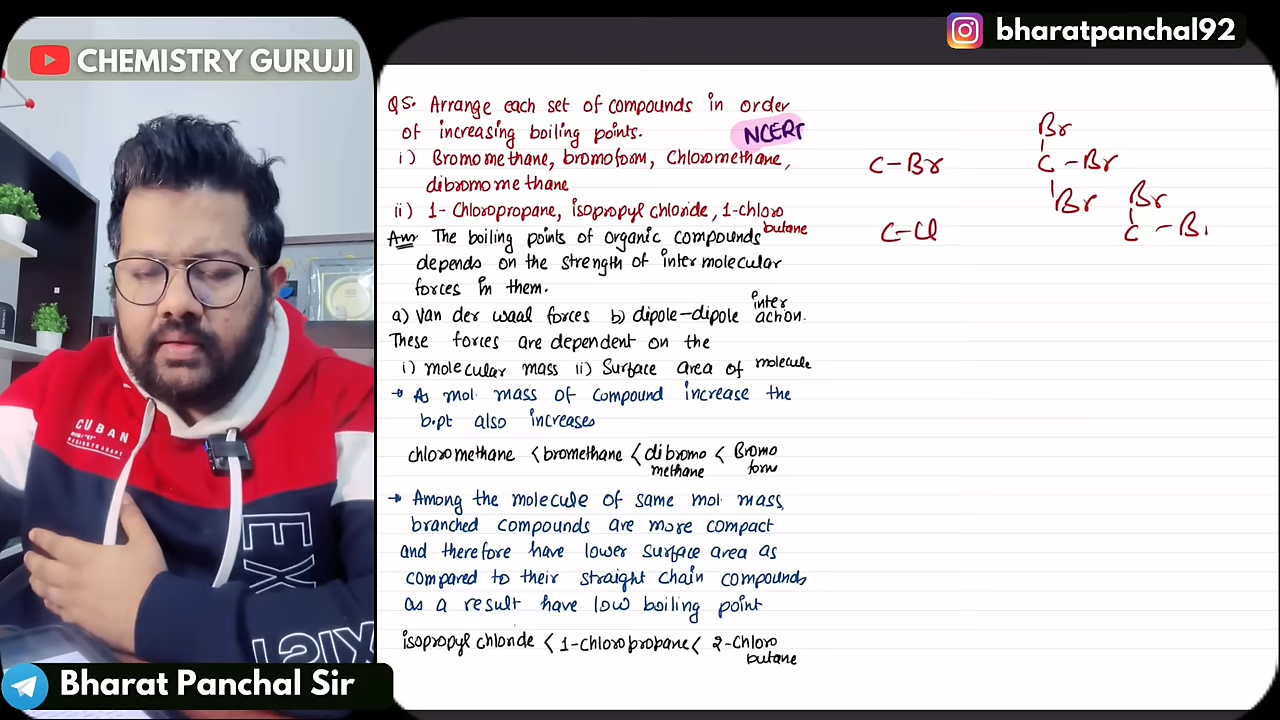 CHEMISTRY GURUJI
bharatpanchal92
Q5. Arrange each set of compounds in order
of increasing boiling points.
NCERT
i) Bromomethane, bromoform, Chloromethane,
dibromomethane
ii) 1-Chloropropane, isopropyl chloride, 1-chloro
butane
Ans The boiling points of organic compounds
depends on the strength of intermolecular
forces in them.
a) Van der waal forces b) dipole-dipole inter
action.
These forces are dependent on the
i) molecular mass ii) Surface area of molecule
→ As mol. mass of compound increase the
b.pt also increases
chloromethane < bromethane < dibromo < Bromo
methane form
→ Among the molecule of same mol. mass,
branched compounds are more compact
and therefore have lower surface area as
compared to their straight chain compounds
as a result have low boiling point
isopropyl chloride < 1-chloropropane < 2-chloro
butane
C-Br
C-Cl
Br
C-Br
Br
Br
C-Br
CUBAN
EX
EXIST
Bharat Panchal Sir